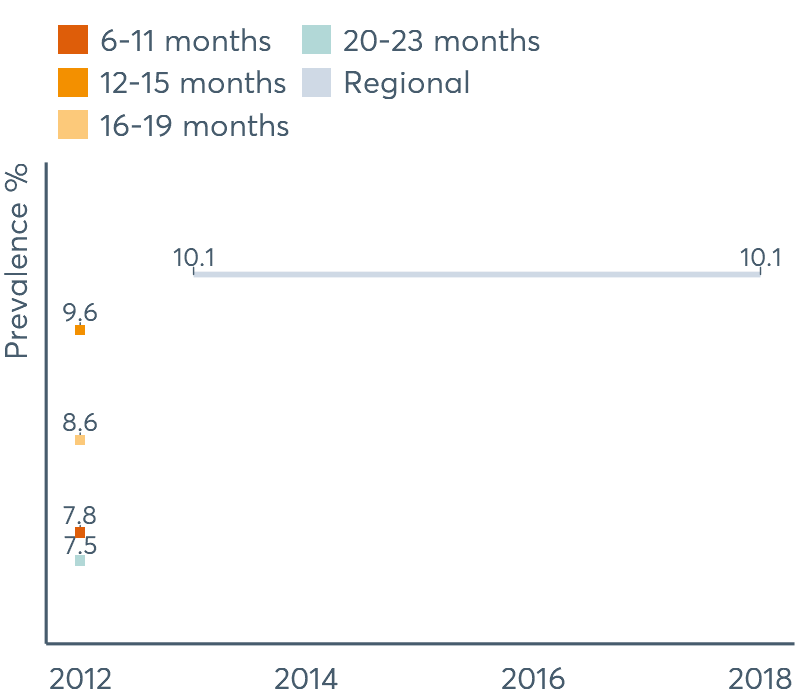 6-11 months
20-23 months
12-15 months
Regional
16-19 months
Prevalence %
10.1
10.1
9.6
8.6
7.8
7.5
2012
2014
2016
2018